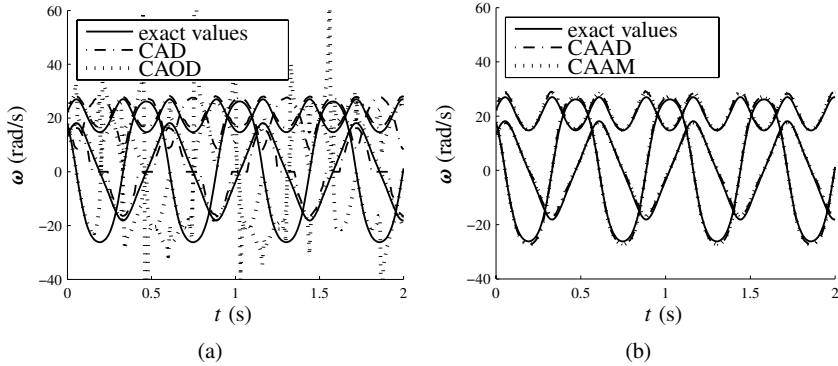 60
40
20
0
−20
−40
ω (rad/s)
exact values
CAD
CAOD
0 0.5 1 1.5 2
t (s)
(a)
60
40
20
0
−20
−40
ω (rad/s)
exact values
CAAD
CAAM
0 0.5 1 1.5 2
t (s)
(b)